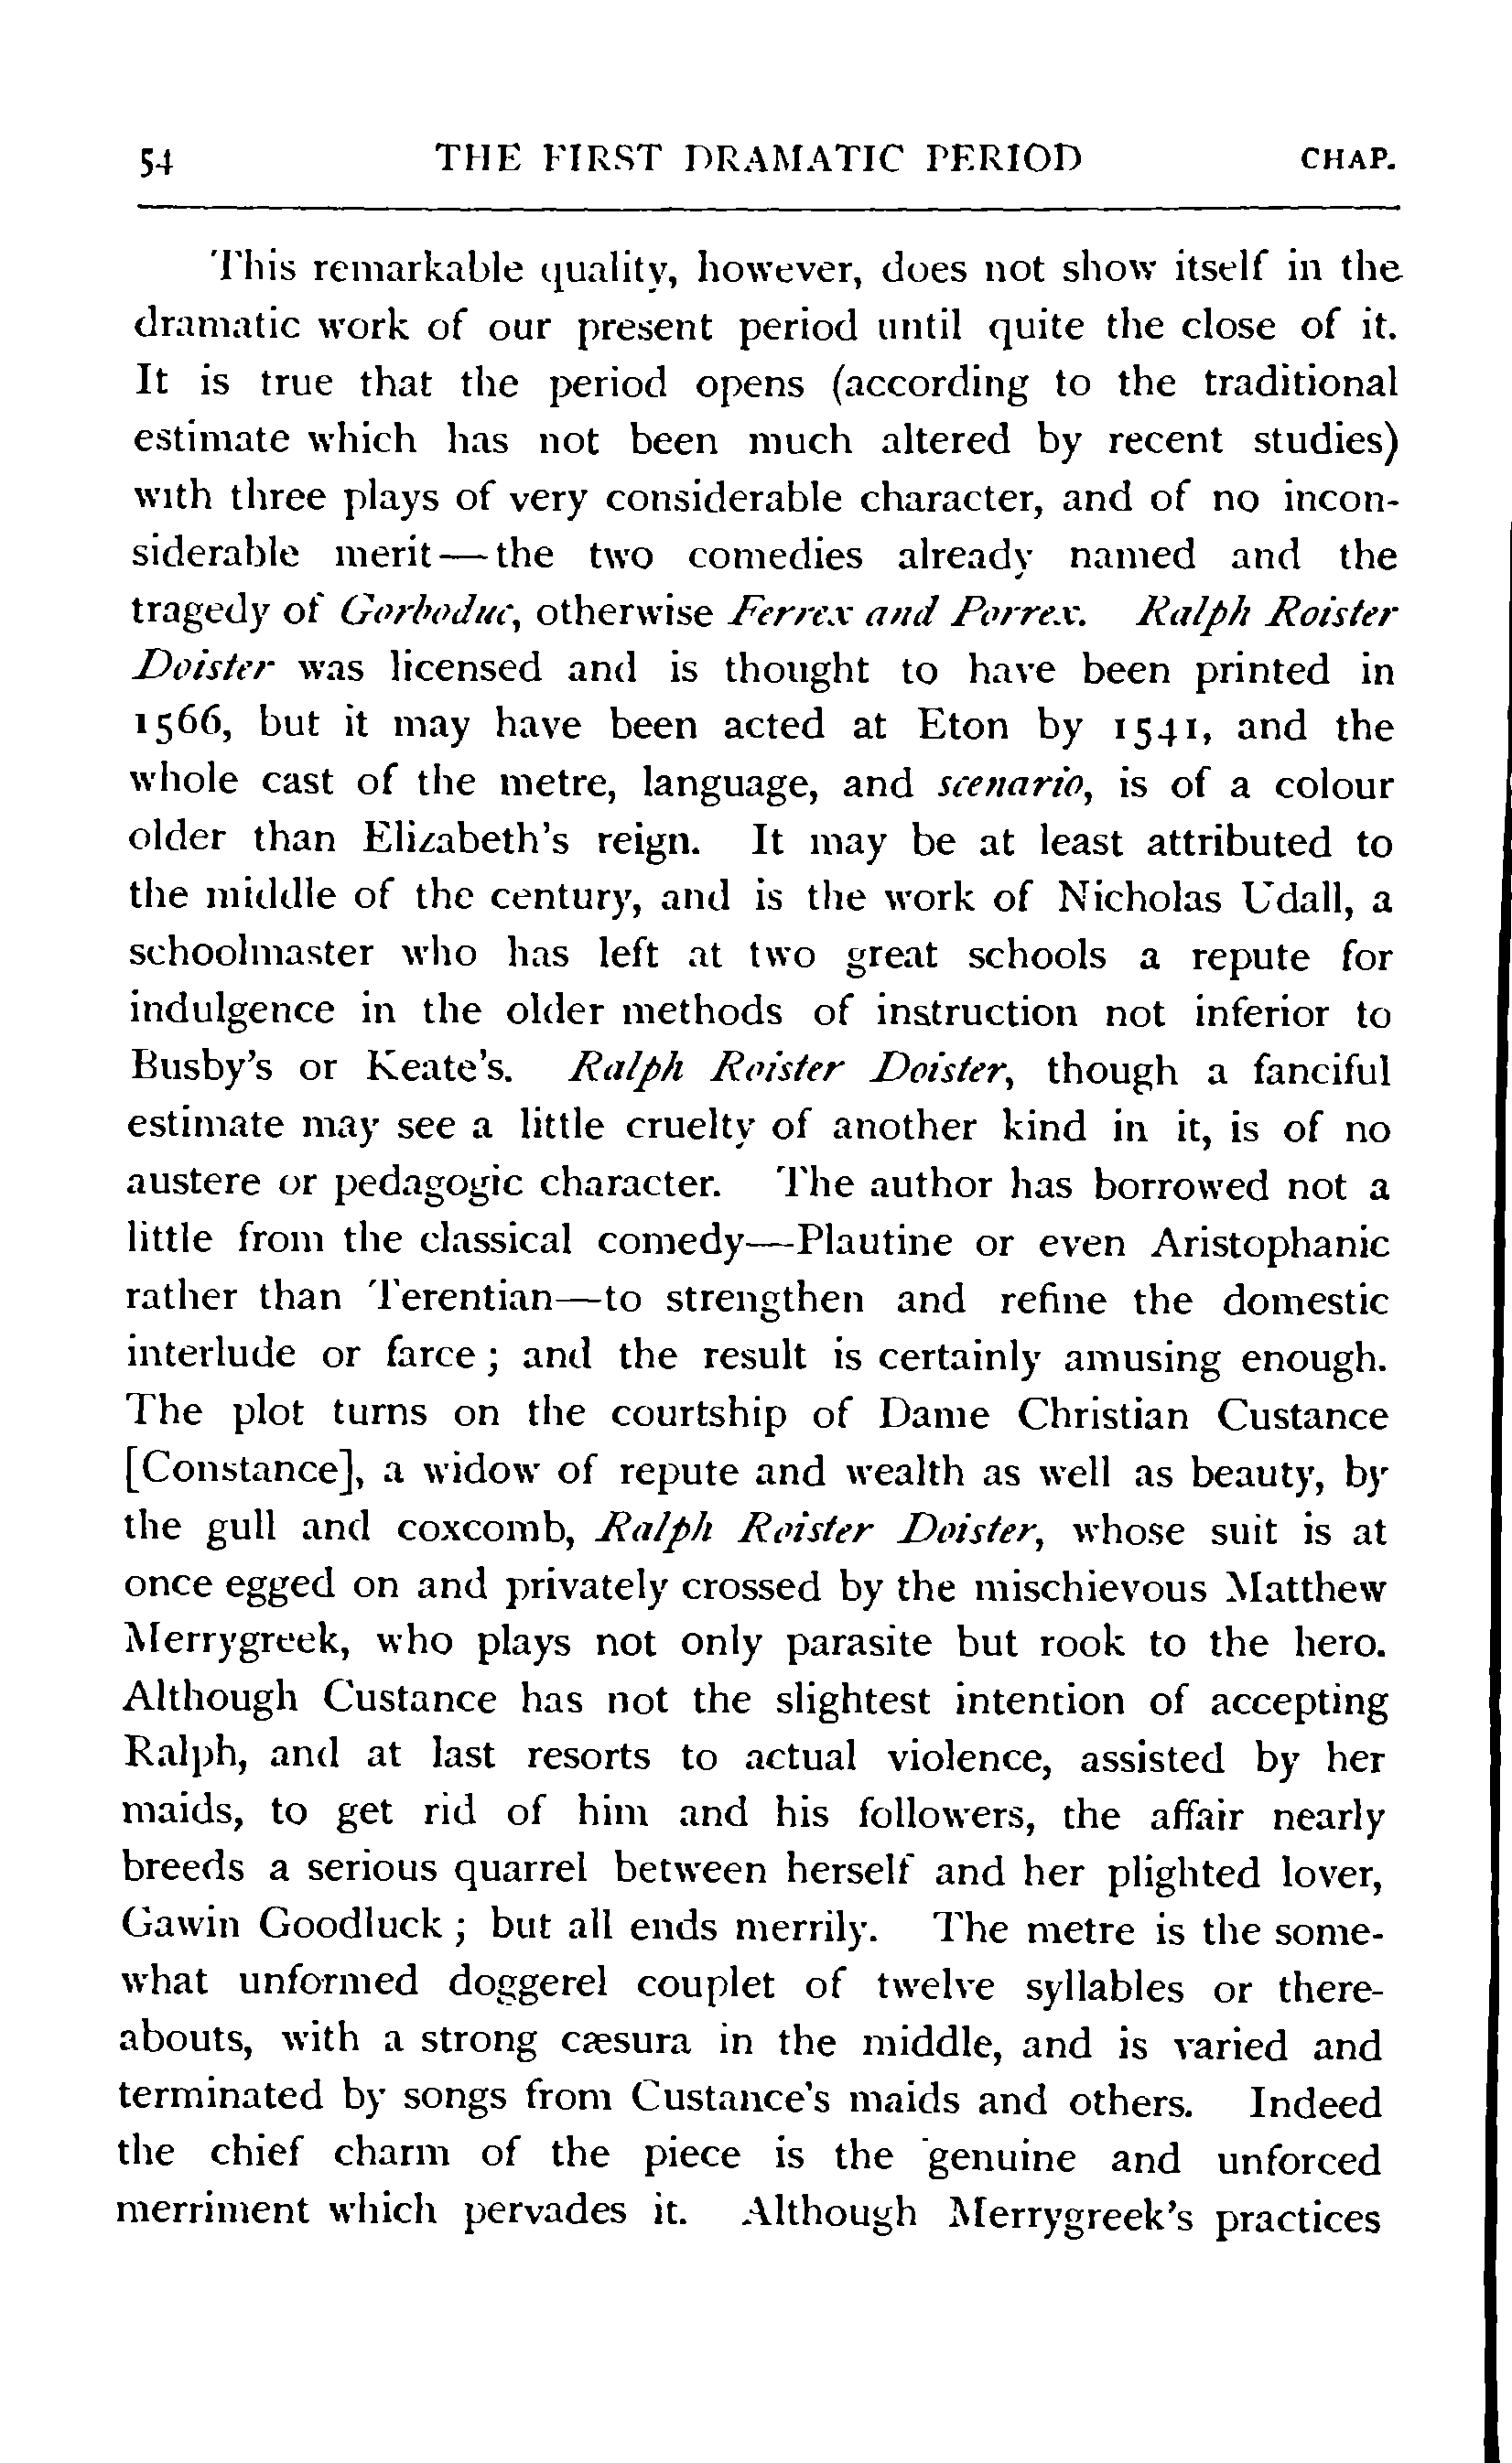 54 THE FIRST DRAMATIC PERIOD CHAP.
This remarkable quality, however, does not show itself in the
dramatic work of our present period until quite the close of it.
It is true that the period opens (according to the traditional
estimate which has not been much altered by recent studies)
with three plays of very considerable character, and of no incon-
siderable merit—the two comedies already named and the
tragedy of Gorboduc, otherwise Ferrex and Porrex. Ralph Roister
Doister was licensed and is thought to have been printed in
1566, but it may have been acted at Eton by 1541, and the
whole cast of the metre, language, and scenario, is of a colour
older than Elizabeth's reign. It may be at least attributed to
the middle of the century, and is the work of Nicholas Udall, a
schoolmaster who has left at two great schools a repute for
indulgence in the older methods of instruction not inferior to
Busby's or Keate's. Ralph Roister Doister, though a fanciful
estimate may see a little cruelty of another kind in it, is of no
austere or pedagogic character. The author has borrowed not a
little from the classical comedy—Plautine or even Aristophanic
rather than Terentian—to strengthen and refine the domestic
interlude or farce; and the result is certainly amusing enough.
The plot turns on the courtship of Dame Christian Custance
[Constance], a widow of repute and wealth as well as beauty, by
the gull and coxcomb, Ralph Roister Doister, whose suit is at
once egged on and privately crossed by the mischievous Matthew
Merrygreek, who plays not only parasite but rook to the hero.
Although Custance has not the slightest intention of accepting
Ralph, and at last resorts to actual violence, assisted by her
maids, to get rid of him and his followers, the affair nearly
breeds a serious quarrel between herself and her plighted lover,
Gawin Goodluck; but all ends merrily. The metre is the some-
what unformed doggerel couplet of twelve syllables or there-
abouts, with a strong cæsura in the middle, and is varied and
terminated by songs from Custance's maids and others. Indeed
the chief charm of the piece is the genuine and unforced
merriment which pervades it. Although Merrygreek's practices